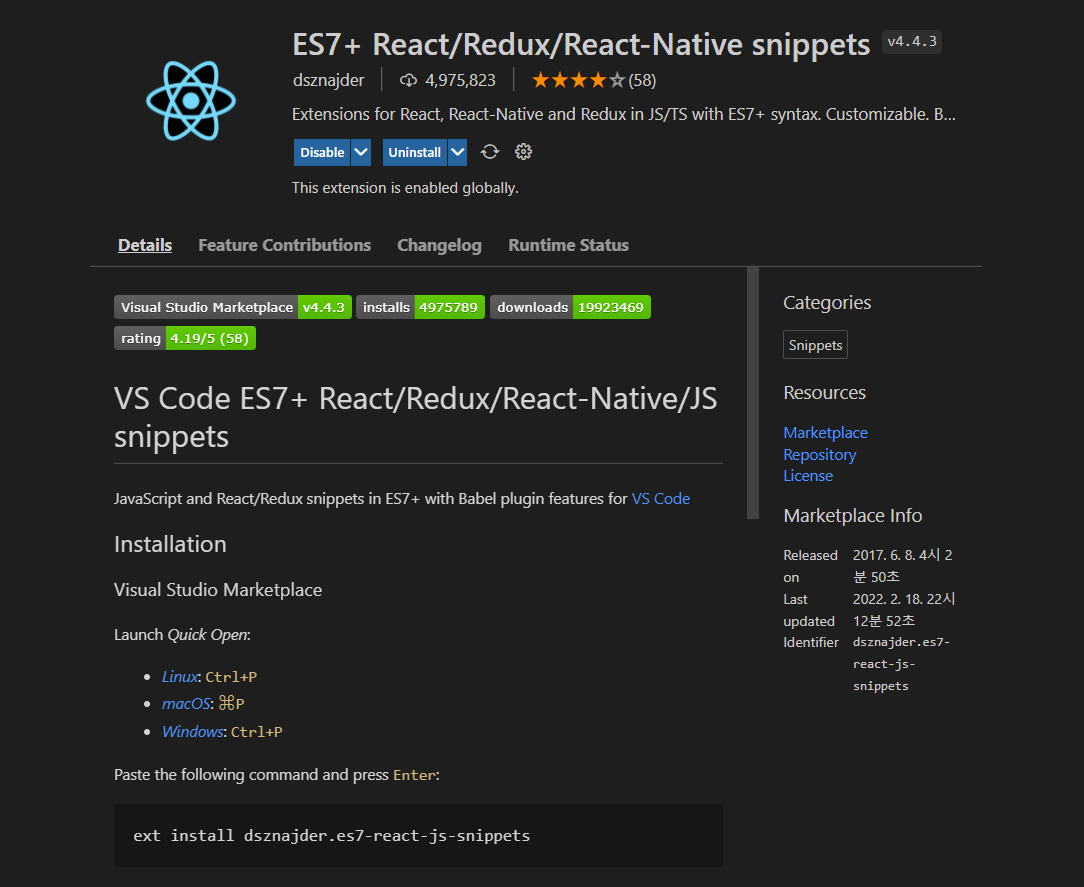 ES7+ React/Redux/React-Native snippets v4.4.3
dsznajder 4,975,823 (58)
Extensions for React, React-Native and Redux in JS/TS with ES7+ syntax. Customizable. B...
Disable Uninstall
This extension is enabled globally.
Details Feature Contributions Changelog Runtime Status
Visual Studio Marketplace v4.4.3 installs 4975789 downloads 19923469
rating 4.19/5 (58)
VS Code ES7+ React/Redux/React-Native/JS
snippets
JavaScript and React/Redux snippets in ES7+ with Babel plugin features for VS Code
Installation
Visual Studio Marketplace
Launch Quick Open:
Linux: Ctrl+P
macOS: ⌘P
Windows: Ctrl+P
Paste the following command and press Enter:
ext install dsznajder.es7-react-js-snippets
Categories
Snippets
Resources
Marketplace
Repository
License
Marketplace Info
Released 2017. 6. 8. 4시 2
on 분 50초
Last 2022. 2. 18. 22시
updated 12분 52초
Identifier dsznajder.es7-
react-js-
snippets